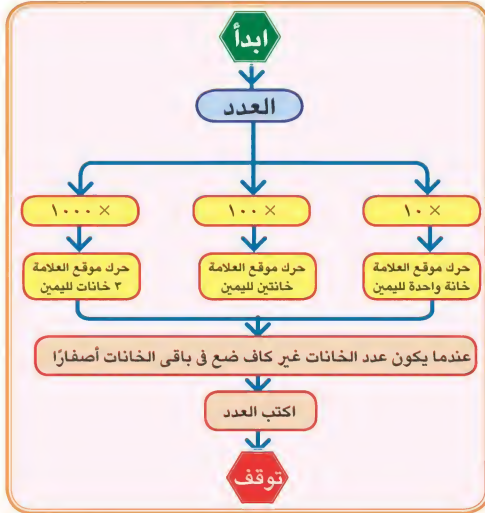 ابدأ
العدد
× ١٠
× ١٠٠
× ١٠٠٠
حرك موقع العلامة
خانة واحدة لليمين
حرك موقع العلامة
خانتين لليمين
حرك موقع العلامة
٣ خانات لليمين
عندما يكون عدد الخانات غير كاف ضع فى باقى الخانات أصفارًا
اكتب العدد
توقف